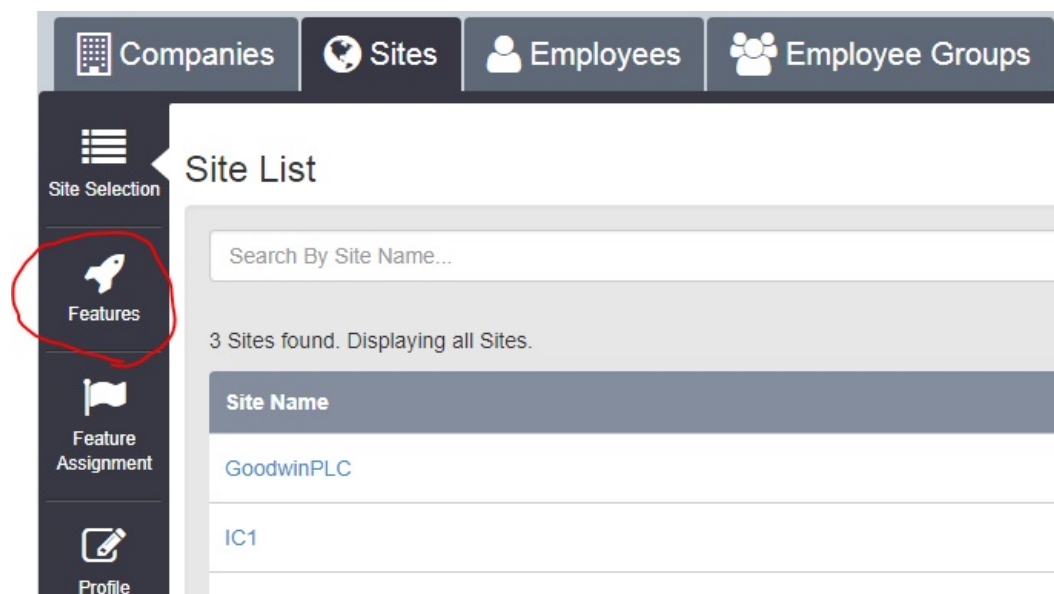 Companies
Sites
Employees
Employee Groups
Site Selection
Features
Feature
Assignment
Profile
Site List
Search By Site Name...
3 Sites found. Displaying all Sites.
Site Name
GoodwinPLC
IC1